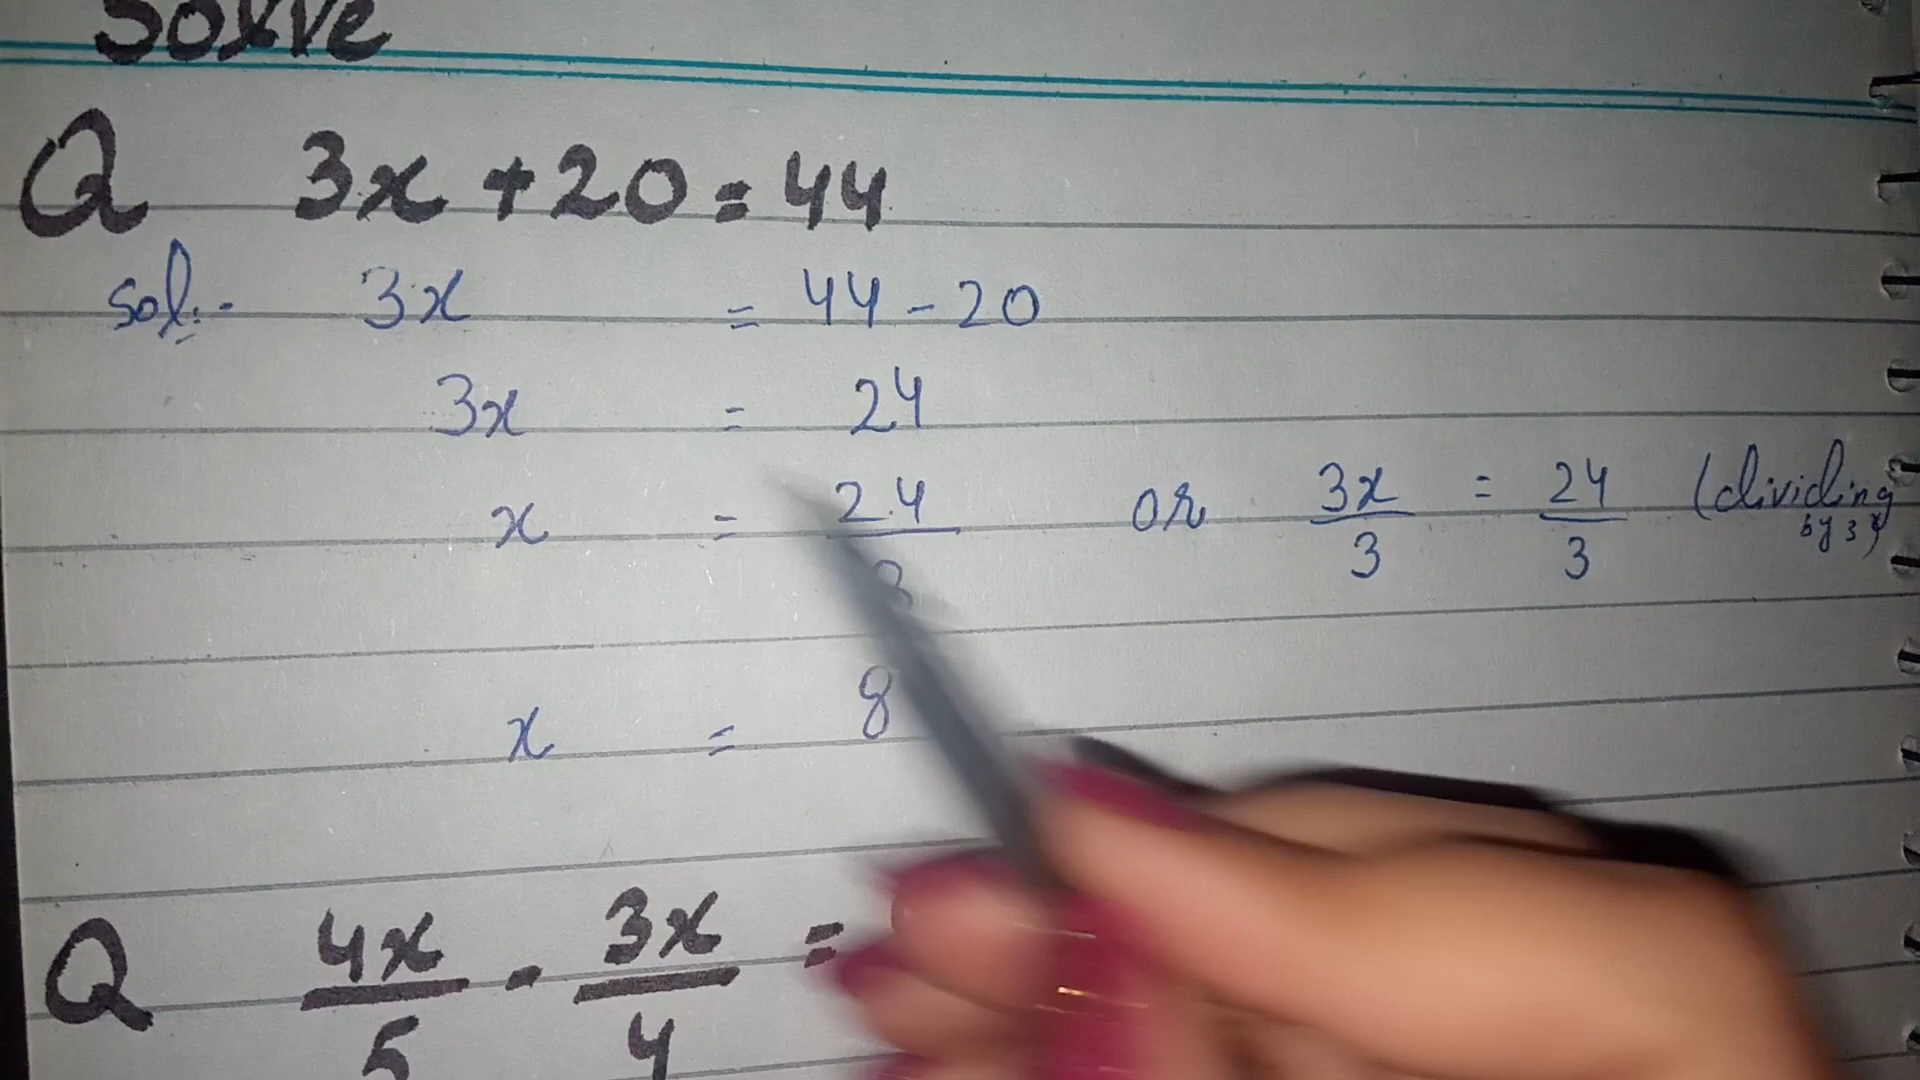 Solve
Q 3x + 20 = 44
Sol:- 3x = 44 - 20
3x = 24
x = 24/3 or 3x/3 = 24/3 (dividing by 3)
x = 8
Q 4x/5 - 3x/4 =